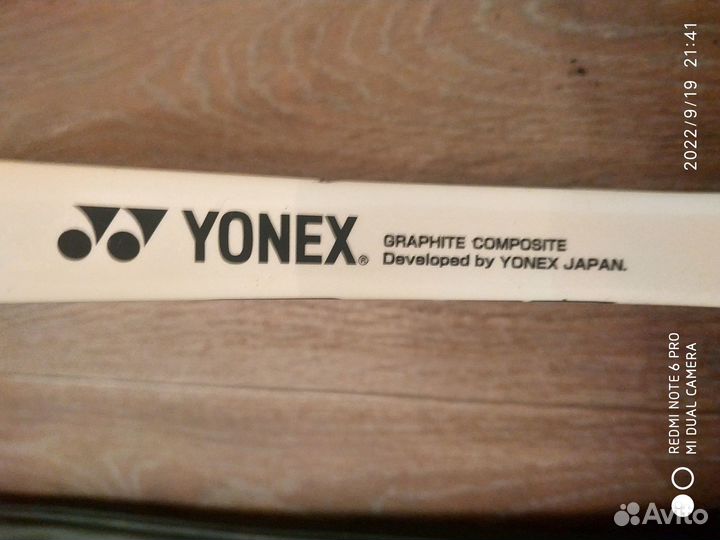 YONEX®
GRAPHITE COMPOSITE
Developed by YONEX JAPAN.
2022/9/19 21:41
REDMI NOTE 6 PRO
MI DUAL CAMERA
Avito